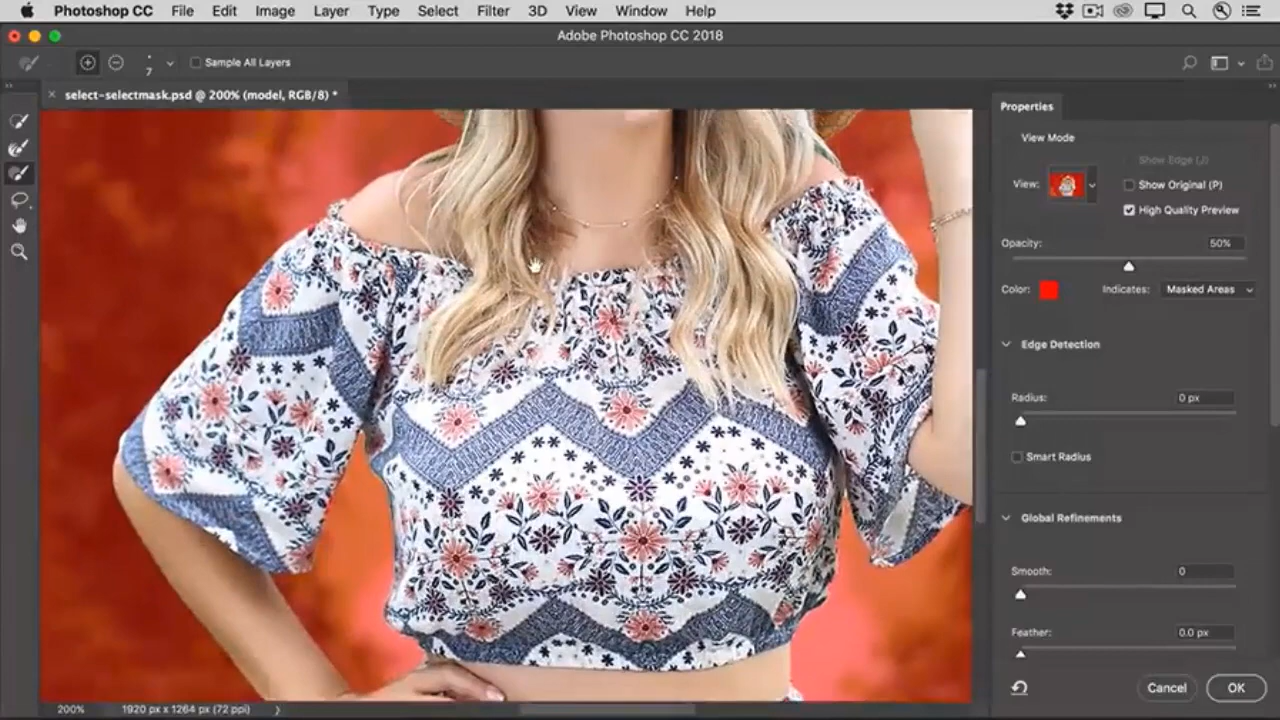 Photoshop CC File Edit Image Layer Type Select Filter 3D View Window Help
Adobe Photoshop CC 2018
7 Sample All Layers
select-selectmask.psd @ 200% (model, RGB/8) *
Properties
View Mode
Show Edge (J)
View: Show Original (P)
High Quality Preview
Opacity: 50%
Color: Indicates: Masked Areas
Edge Detection
Radius: 0 px
Smart Radius
Global Refinements
Smooth: 0
Feather: 0.0 px
Cancel OK
200% 1920 px x 1264 px (72 ppi)